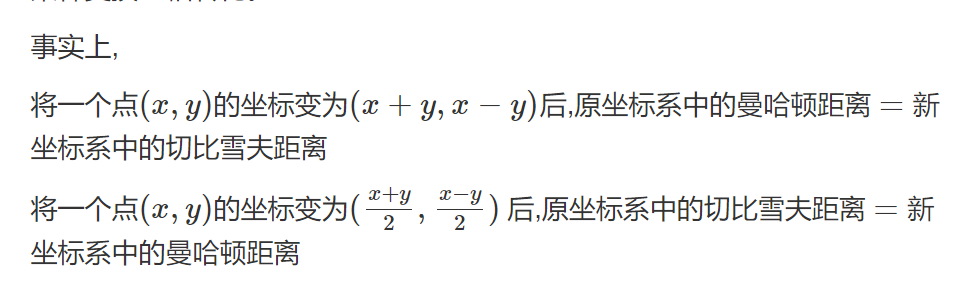 事实上,
将一个点(x, y)的坐标变为(x + y, x − y)后,原坐标系中的曼哈顿距离 = 新
坐标系中的切比雪夫距离
将一个点(x, y)的坐标变为(\frac{x+y}{2}, \frac{x-y}{2}) 后,原坐标系中的切比雪夫距离 = 新
坐标系中的曼哈顿距离